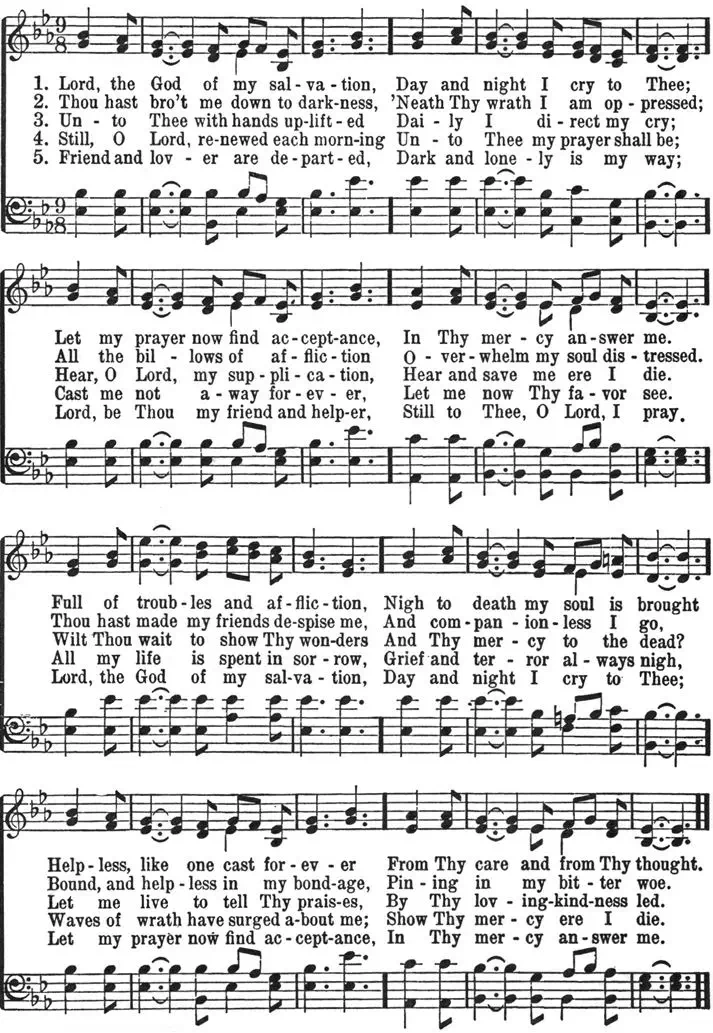 9 8
1. Lord, the God of my sal - va - tion, Day and night I cry to Thee;
2. Thou hast bro't me down to dark-ness, 'Neath Thy wrath I am op - pressed;
3. Un - to Thee with hands up-lift - ed Dai - ly I di - rect my cry;
4. Still, O Lord, re-newed each morn-ing Un - to Thee my prayer shall be;
5. Friend and lov - er are de-part - ed, Dark and lone - ly is my way;
9 8
Let my prayer now find ac - cept-ance, In Thy mer - cy an - swer me.
All the bil - lows of af - flic - tion O - ver-whelm my soul dis - tressed.
Hear, O Lord, my sup - pli - ca - tion, Hear and save me ere I die.
Cast me not a - way for - ev - er, Let me now Thy fa - vor see.
Lord, be Thou my friend and help-er, Still to Thee, O Lord, I pray.
Full of troub - les and af - flic - tion, Nigh to death my soul is brought
Thou hast made my friends de-spise me, And com - pan - ion - less I go,
Wilt Thou wait to show Thy won-ders And Thy mer - cy to the dead?
All my life is spent in sor - row, Grief and ter - ror al - ways nigh,
Lord, the God of my sal-va - tion, Day and night I cry to Thee;
Help - less, like one cast for - ev - er From Thy care and from Thy thought.
Bound, and help - less in my bond-age, Pin - ing in my bit - ter woe.
Let me live to tell Thy prais-es, By Thy lov - ing-kind-ness led.
Waves of wrath have surged a-bout me; Show Thy mer - cy ere I die.
Let my prayer now find ac - cept-ance, In Thy mer - cy an - swer me.